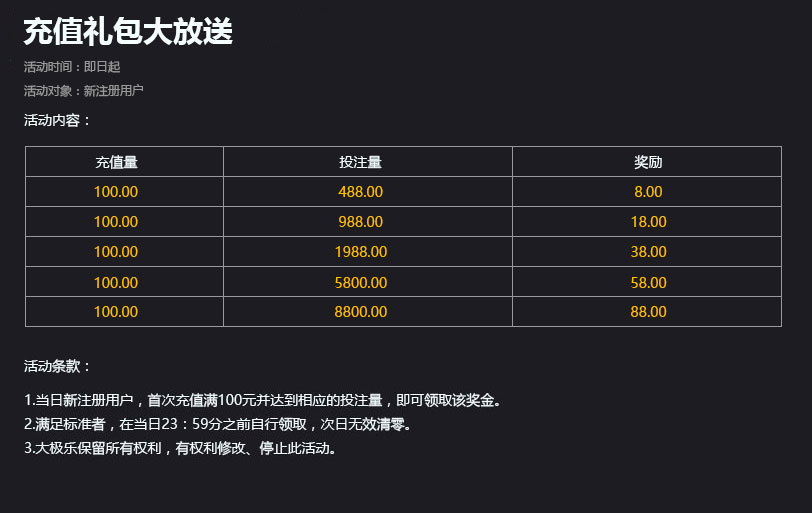 充值礼包大放送
活动时间：即日起
活动对象：新注册用户
活动内容：
充值量 投注量 奖励
100.00 488.00 8.00
100.00 988.00 18.00
100.00 1988.00 38.00
100.00 5800.00 58.00
100.00 8800.00 88.00
活动条款：
1.当日新注册用户，首次充值满100元并达到相应的投注量，即可领取该奖金。
2.满足标准者，在当日23：59分之前自行领取，次日无效清零。
3.大极乐保留所有权利，有权利修改、停止此活动。